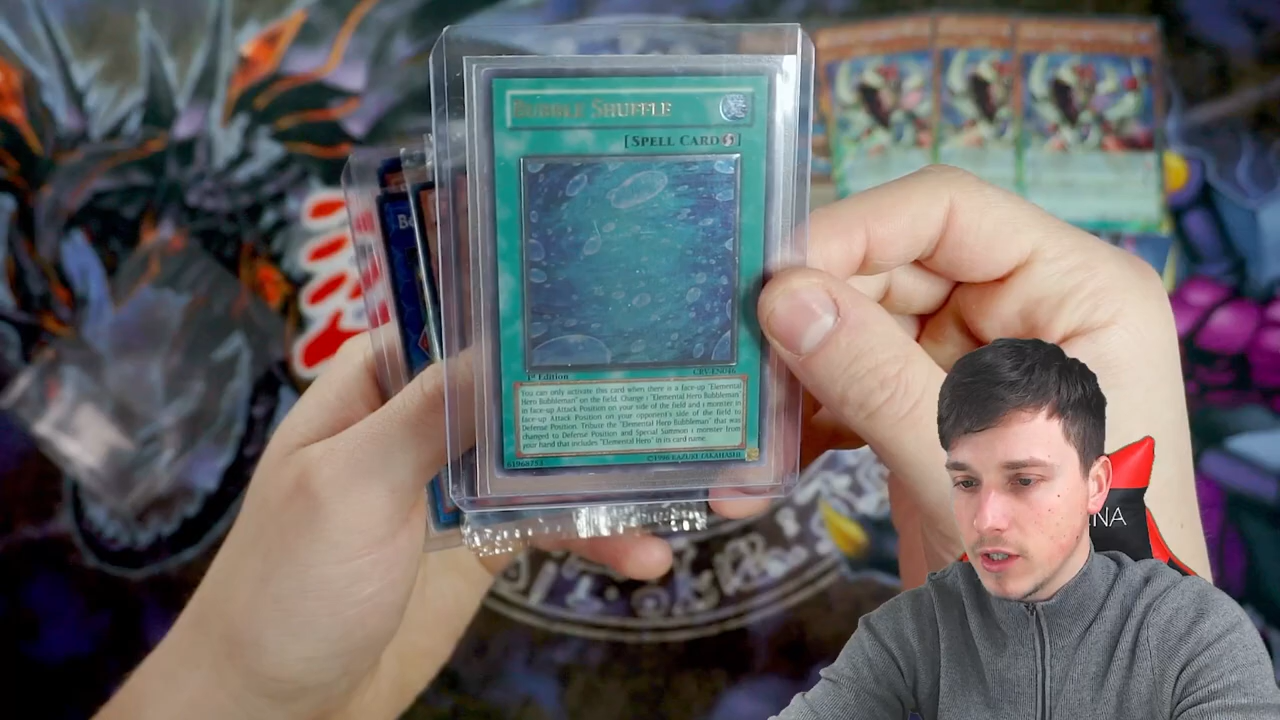 Bubble Shuffle
[Spell Card]
1st Edition
CRV-EN046
You can only activate this card when there is a face-up "Elemental
Hero Bubbleman" on the field. Change 1 "Elemental Hero Bubbleman"
in face-up Attack Position on your side of the field and 1 monster in
face-up Attack Position on your opponent's side of the field to
Defense Position. Tribute the "Elemental Hero Bubbleman" that was
changed to Defense Position and Special Summon 1 monster from
your hand that includes "Elemental Hero" in its card name.
61968753
©1996 KAZUKI TAKAHASHI